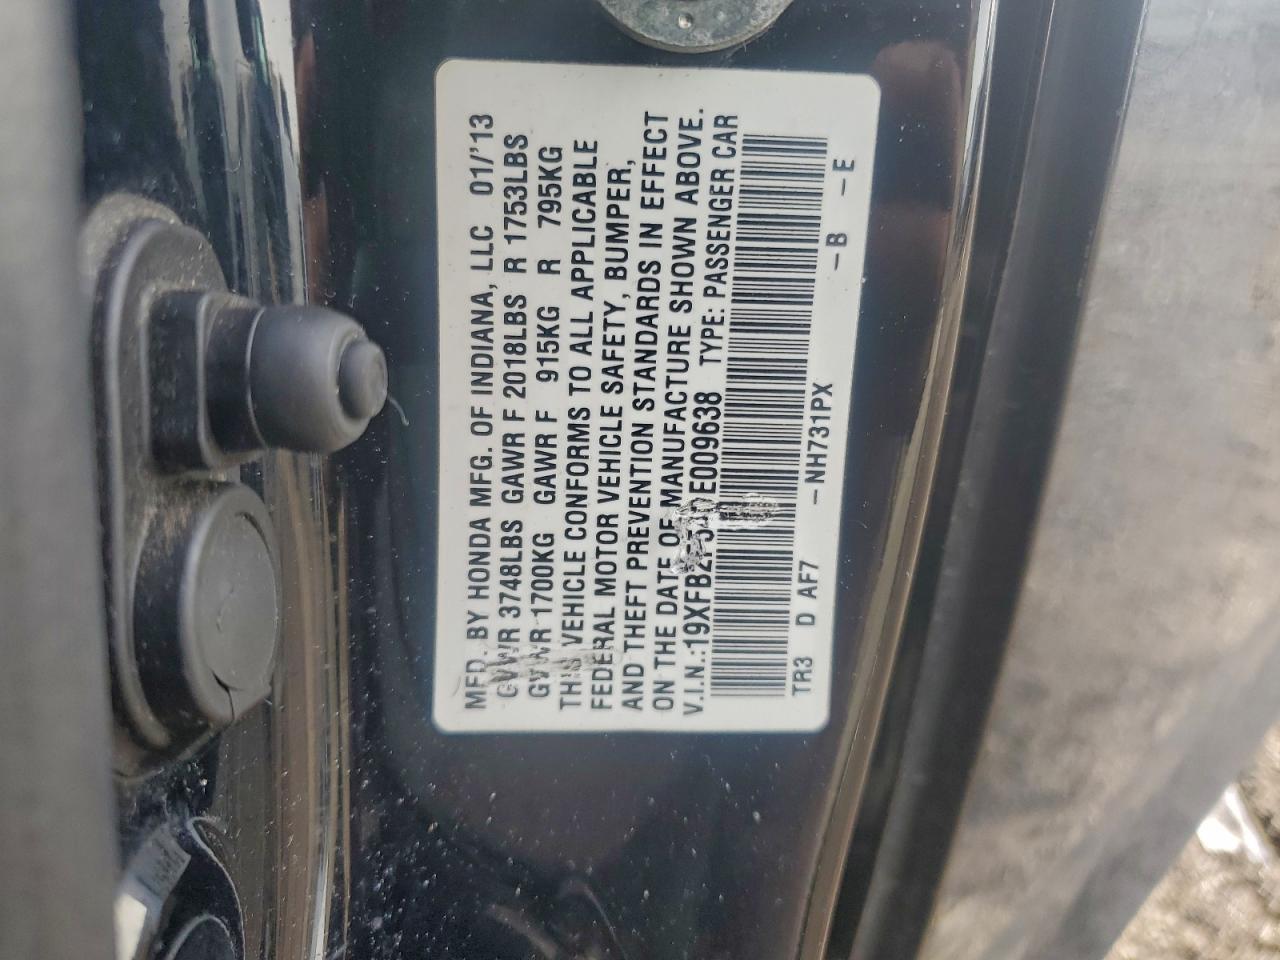 MFD. BY HONDA MFG. OF INDIANA, LLC 01/'13
GVWR 3748LBS GAWR F 2018LBS R 1753LBS
GVWR 1700KG GAWR F 915KG R 795KG
THIS VEHICLE CONFORMS TO ALL APPLICABLE
FEDERAL MOTOR VEHICLE SAFETY, BUMPER,
AND THEFT PREVENTION STANDARDS IN EFFECT
ON THE DATE OF MANUFACTURE SHOWN ABOVE.
V.I.N.: TYPE: PASSENGER CAR
TR3 D AF7 -NH731PX -B -E